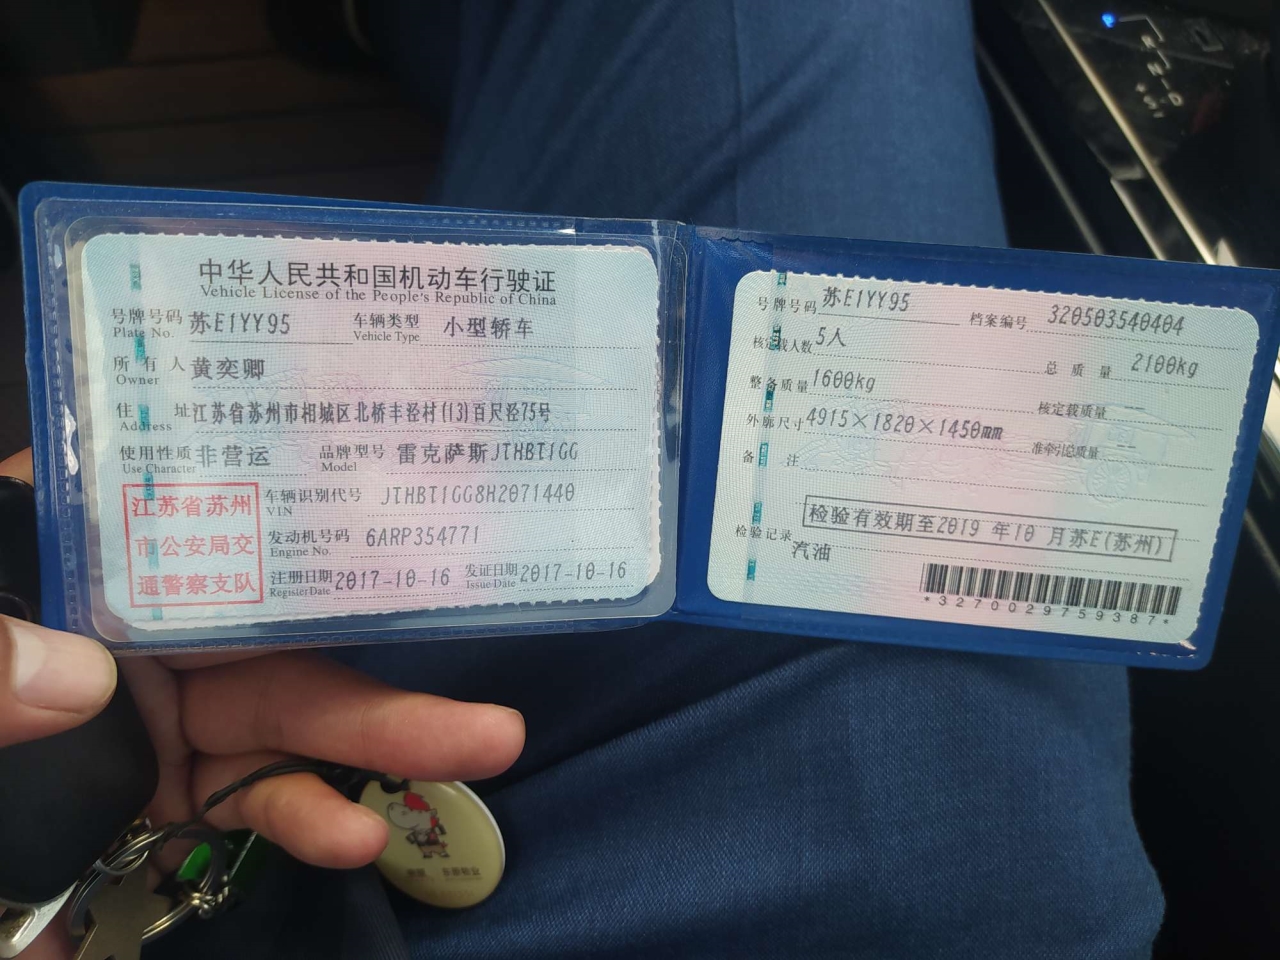 中华人民共和国机动车行驶证
Vehicle License of the People's Republic of China
号牌号码 苏E1YY95 车辆类型 小型轿车
Plate No. Vehicle Type
所有人 黄奕卿
Owner
住址 江苏省苏州市相城区北桥丰泾村(13)百尺泾75号
Address
使用性质 非营运 品牌型号 雷克萨斯JTHBT1GG
Use Character Model
江苏省苏州
市公安局交
通警察支队
车辆识别代号 JTHBT1GG8H2071440
VIN
发动机号码 6ARP354771
Engine No.
注册日期 2017-10-16 发证日期 2017-10-16
Register Date Issue Date
号牌号码 苏E1YY95 档案编号 320503540404
核定载人数 5人 总质量 2100kg
整备质量 1600kg 核定载质量 —
外廓尺寸 4915×1820×1450mm 准牵引总质量
备注
检验有效期至2019年10月苏E(苏州)
检验记录
汽油
*3270029759387*